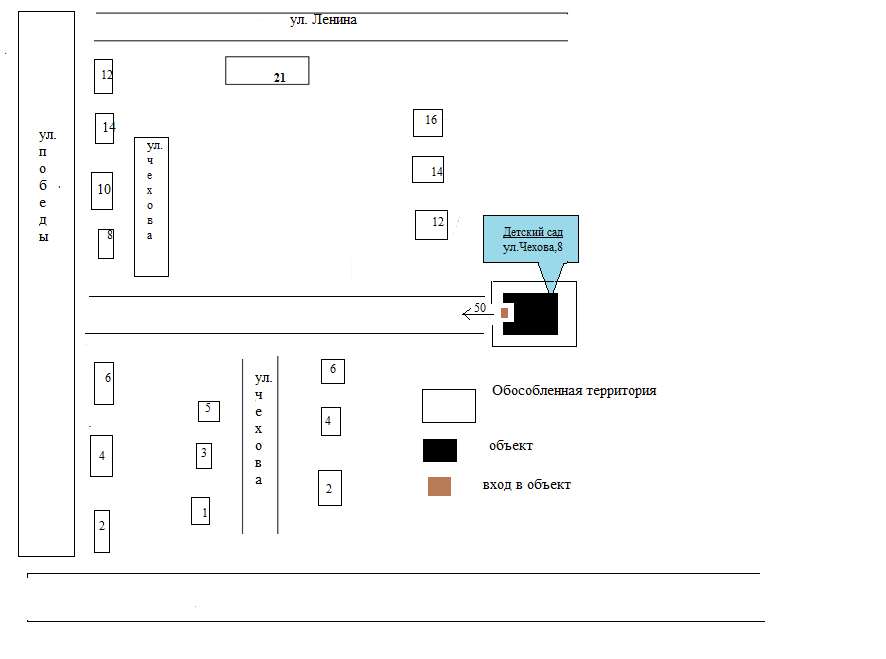 ул. Ленина
12
21
14
16
ул.
п
о
б
е
д
ы
ул.
ч
е
х
о
в
а
14
10
12
8
Детский сад
ул.Чехова,8
50
6
6
ул.
ч
е
х
о
в
а
Обособленная территория
5
4
объект
4
3
вход в объект
2
1
2